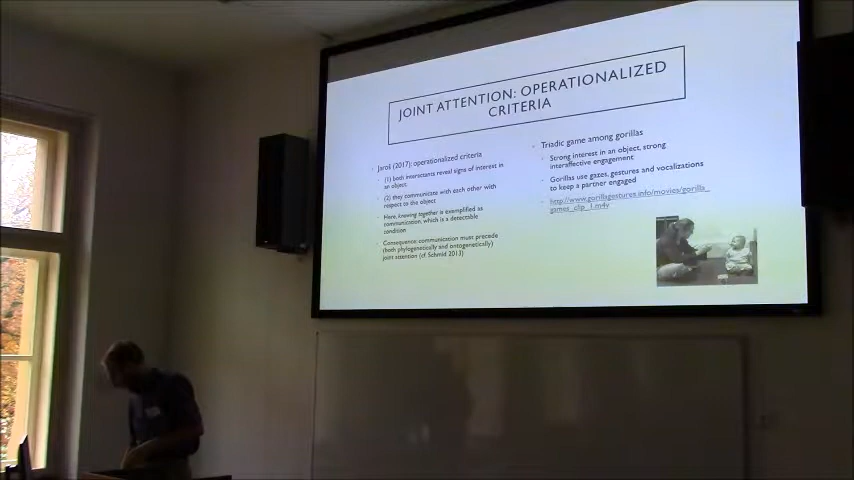 JOINT ATTENTION: OPERATIONALIZED
CRITERIA
Jaroš (2017): operationalized criteria
(1) both interactants reveal signs of interest in
an object
(2) they communicate with each other with
respect to the object
Here, knowing together is exemplified as
communication, which is a detectable
condition
Consequence: communication must precede
(both phylogenetically and ontogenetically)
joint attention (cf. Schmid 2013)
Triadic game among gorillas
Strong interest in an object, strong
interaffective engagement
Gorillas use gazes, gestures and vocalizations
to keep a partner engaged
http://www.gorillagestures.info/movies/gorilla_
games_clip_1.m4v